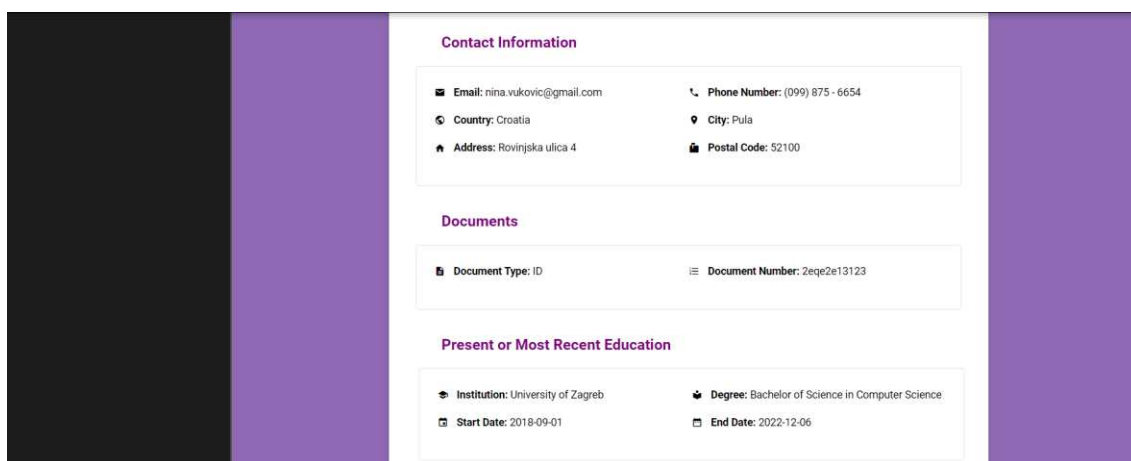 Contact Information
Email: nina.vukovic@gmail.com
Phone Number: (099) 875 - 6654
Country: Croatia
City: Pula
Address: Rovinjska ulica 4
Postal Code: 52100
Documents
Document Type: ID
Document Number: 2eqe2e13123
Present or Most Recent Education
Institution: University of Zagreb
Degree: Bachelor of Science in Computer Science
Start Date: 2018-09-01
End Date: 2022-12-06